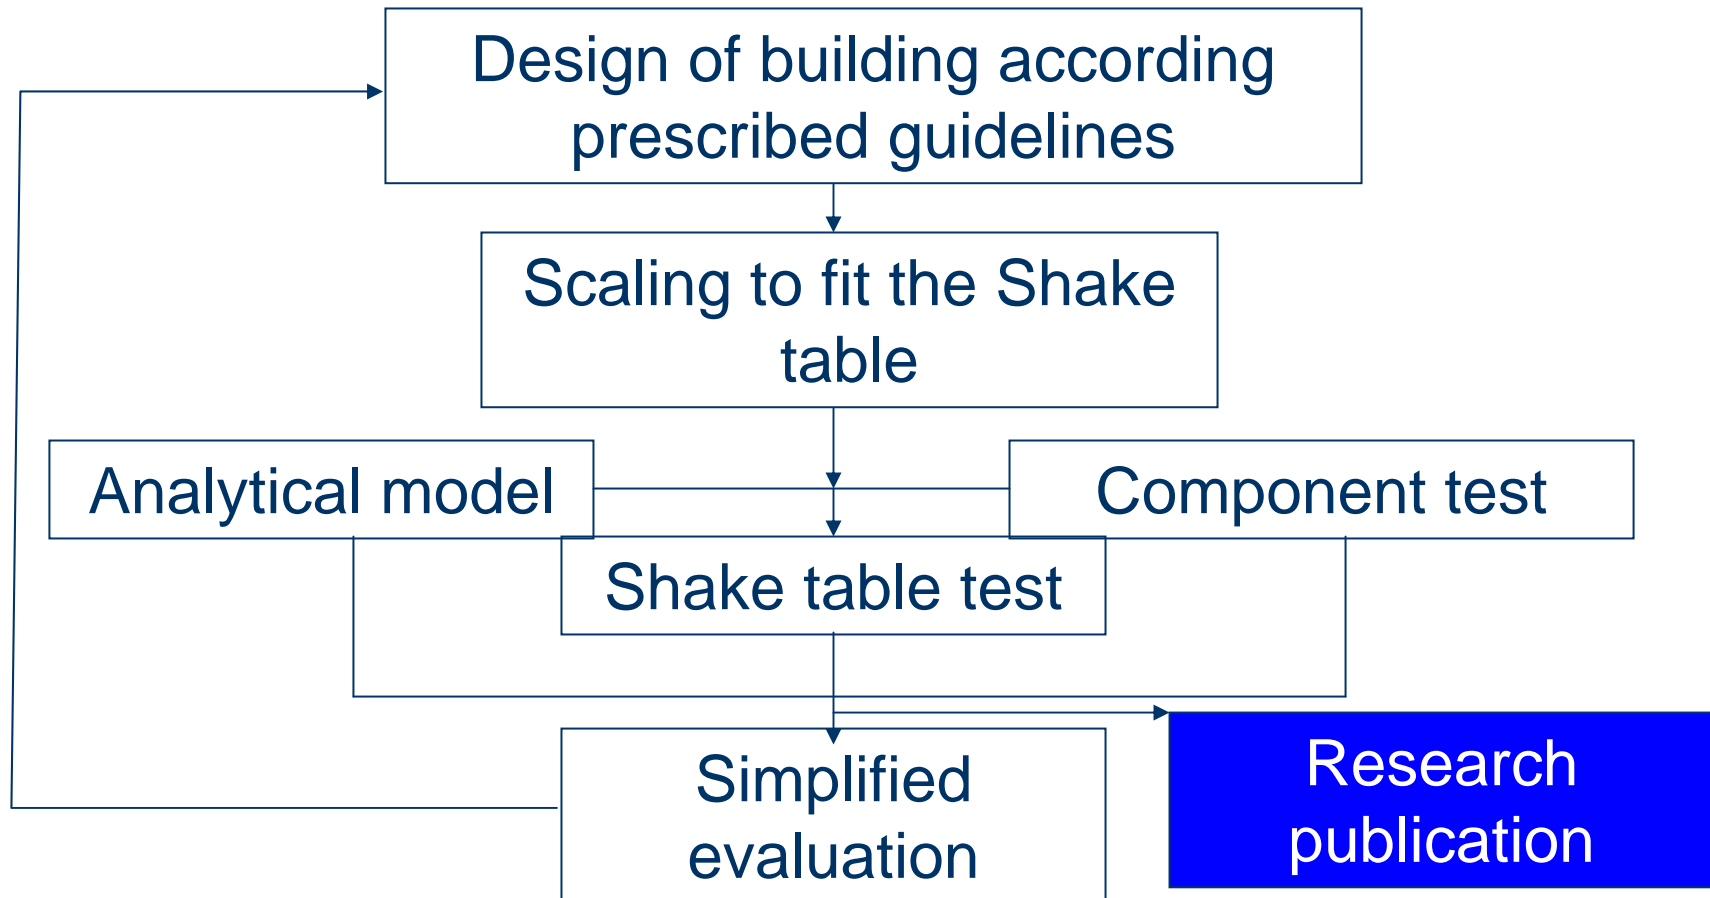 Design of building according
prescribed guidelines
Scaling to fit the Shake
table
Analytical model
Component test
Shake table test
Simplified
evaluation
Research
publication